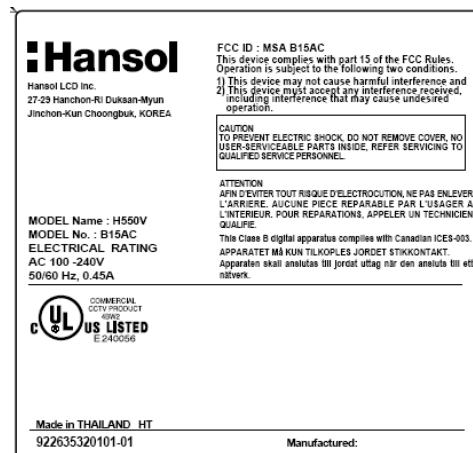 Hansol
Hansol LCD Inc.
27-29 Hanchon-Ri Duksan-Myun
Jinchon-Kun Choongbuk, KOREA
MODEL Name : H550V
MODEL No. : B15AC
ELECTRICAL RATING
AC 100 -240V
50/60 Hz, 0.45A
FCC ID : MSA B15AC
This device complies with part 15 of the FCC Rules.
Operation is subject to the following two conditions.
1) This device may not cause harmful interference and
2) This device must accept any interference received,
including interference that may cause undesired
operation.
CAUTION
TO PREVENT ELECTRIC SHOCK, DO NOT REMOVE COVER, NO
USER-SERVICEABLE PARTS INSIDE, REFER SERVICING TO
QUALIFIED SERVICE PERSONNEL.
ATTENTION
AFIN D'EVITER TOUT RISQUE D'ELECTROCUTION, NE PAS ENLEVER
L'ARRIERE. AUCUNE PIECE REPARABLE PAR L'USAGER A
L'INTERIEUR. POUR REPARATIONS, APPELER UN TECHNICIEN
QUALIFIE.
This Class B digital apparatus complies with Canadian ICES-003.
APPARATET MÅ KUN TILKOPLES JORDET STIKKONTAKT.
Apparaten skall anslutas till jordat uttag när den ansluts till ett
nätverk.
C UL US LISTED
COMMERCIAL
CCTV PRODUCT
4BW2
E 240056
Made in THAILAND HT
922635320101-01
Manufactured: